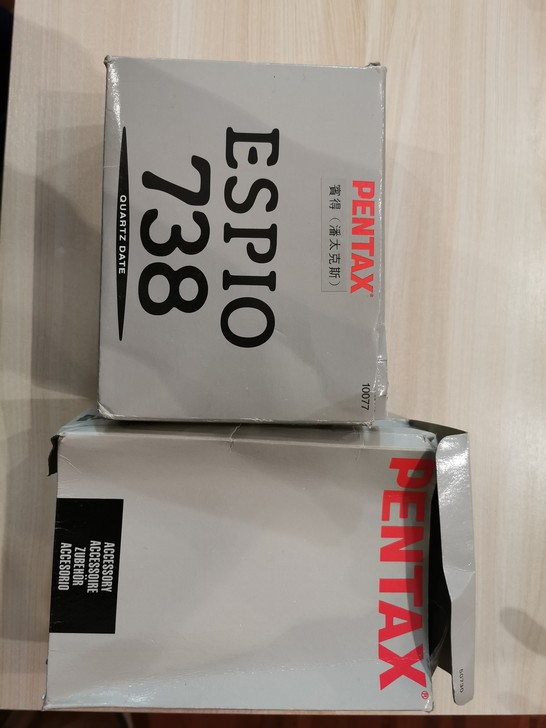 PENTAX®
賓得（潘太克斯）
ESPIO
738
QUARTZ DATE
10077
PENTAX®
ACCESSORY
ACCESSOIRE
ZUBEHÖR
ACCESORIO